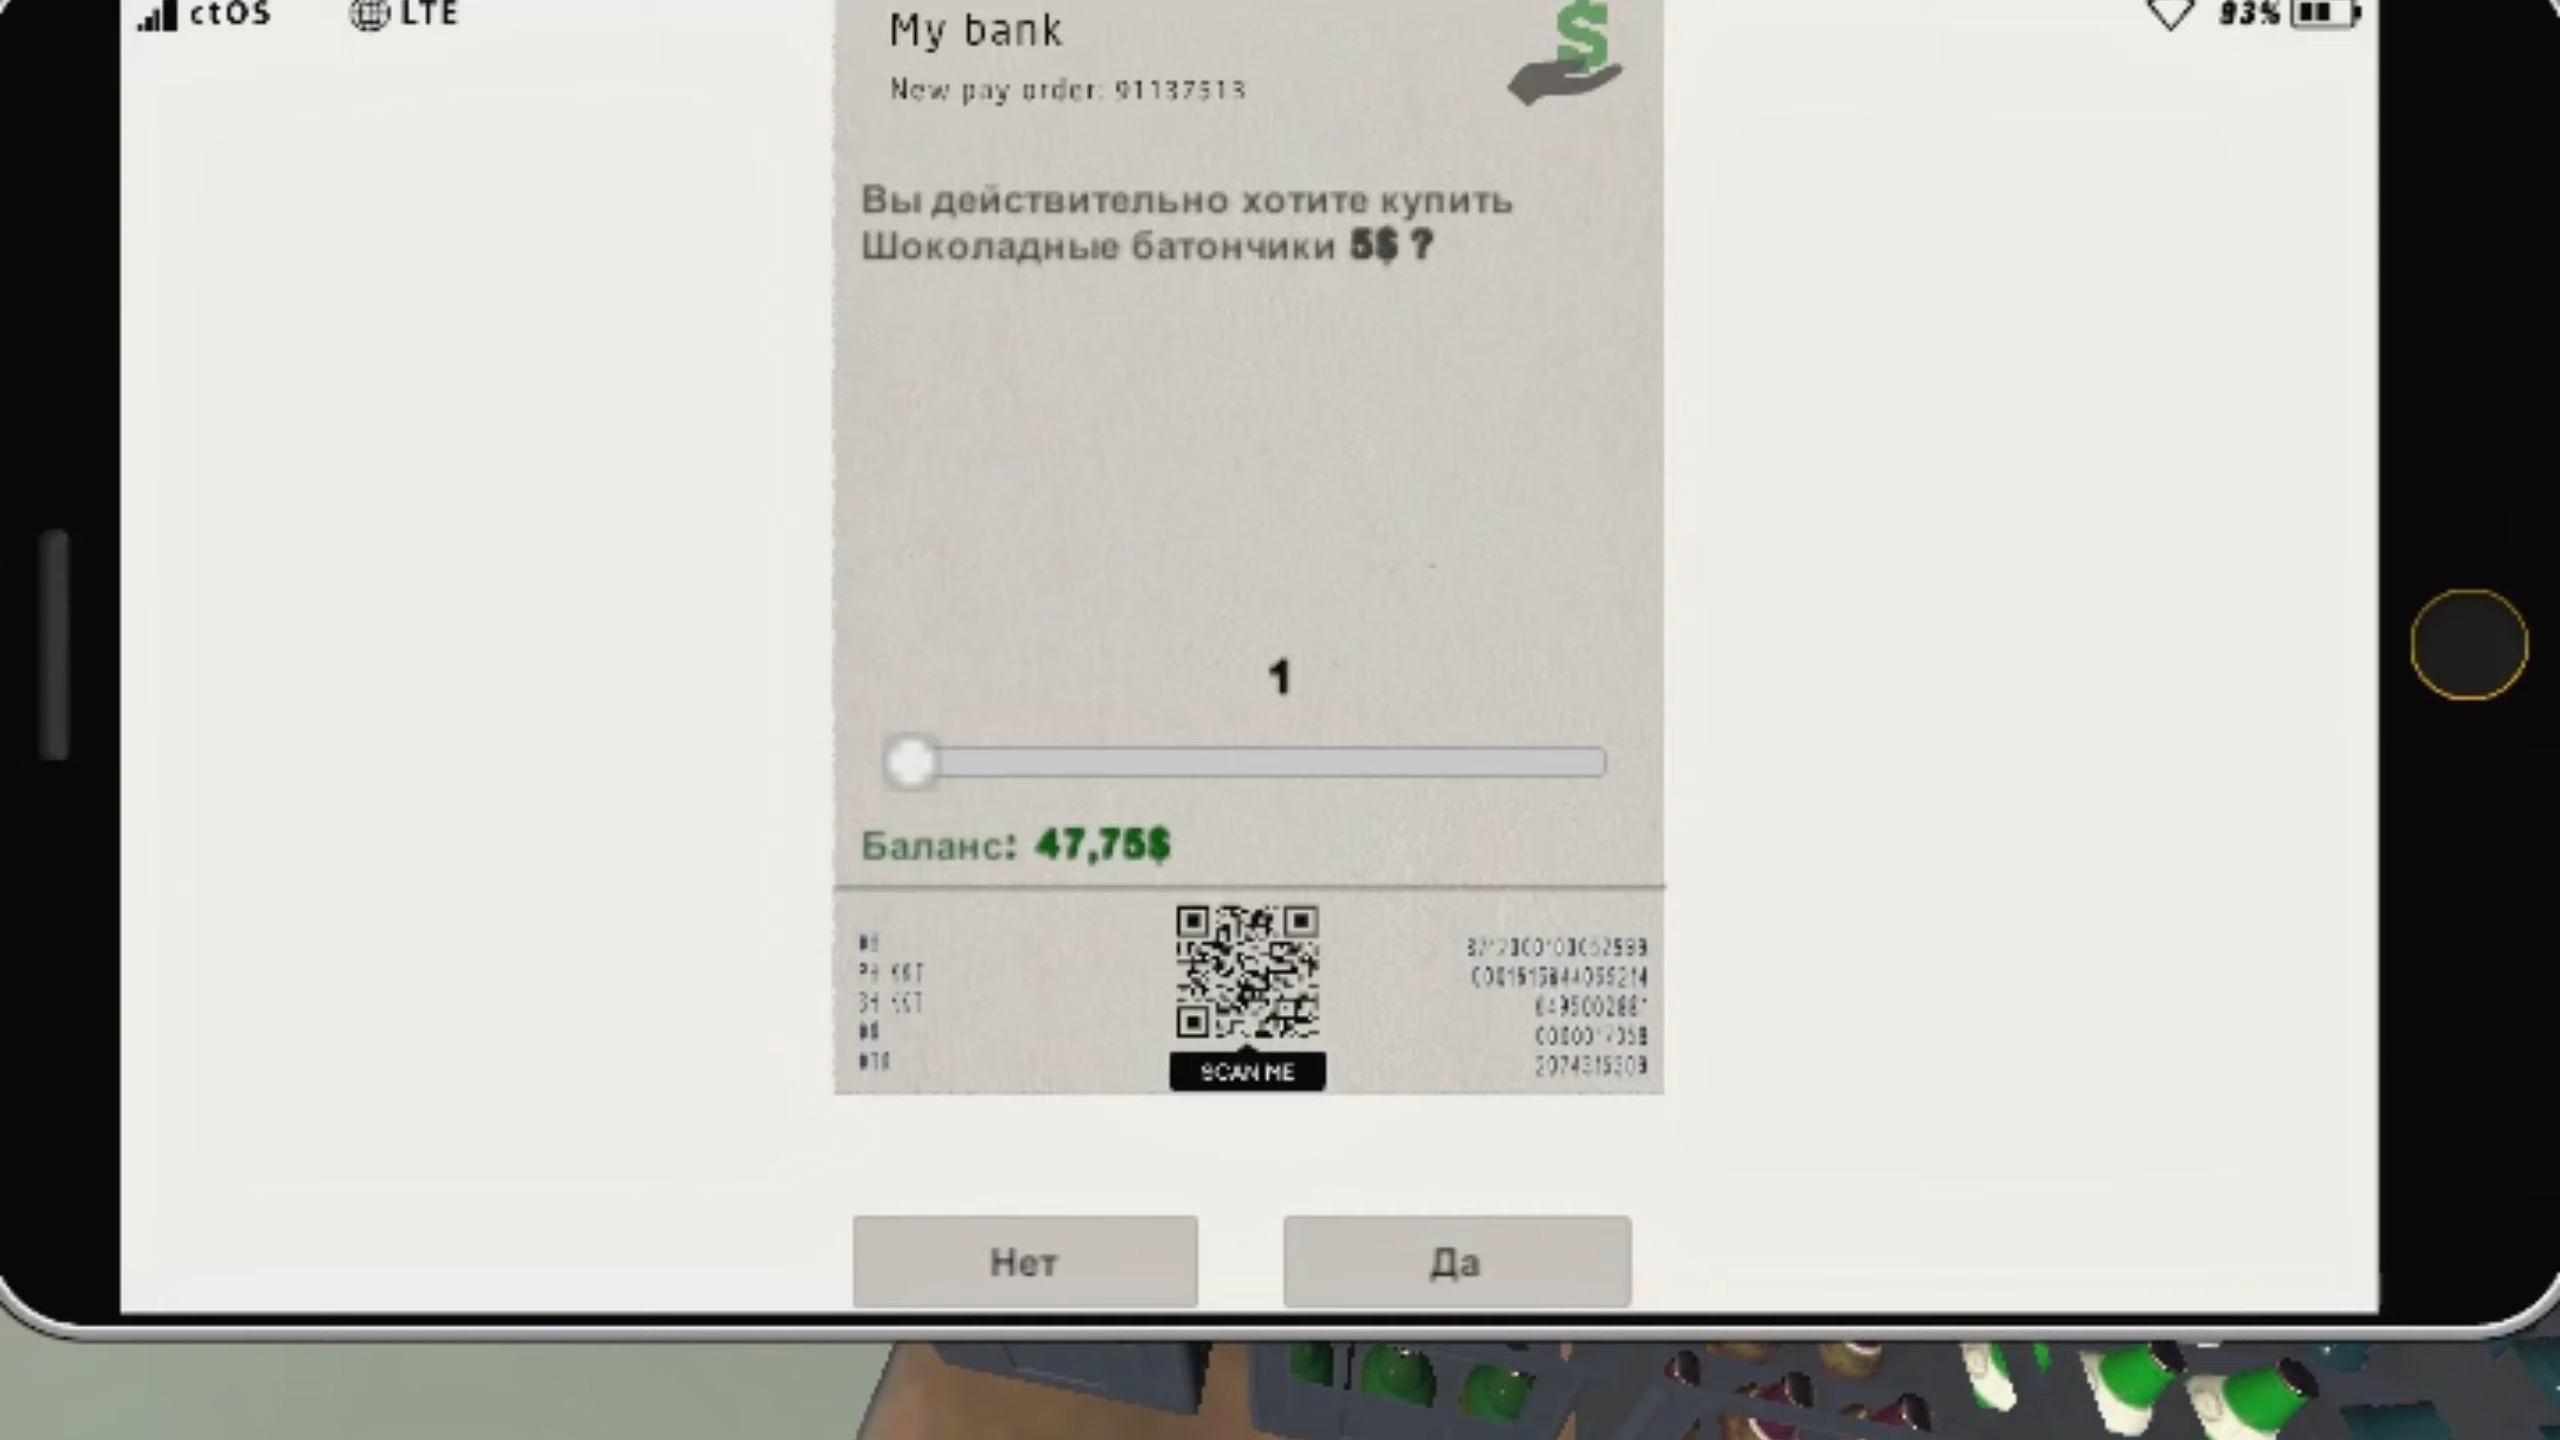 ctOS LTE 93%
My bank
New pay order: 91137513
Вы действительно хотите купить
Шоколадные батончики 5$ ?
1
Баланс: 47,75$
SCAN ME
Нет Да